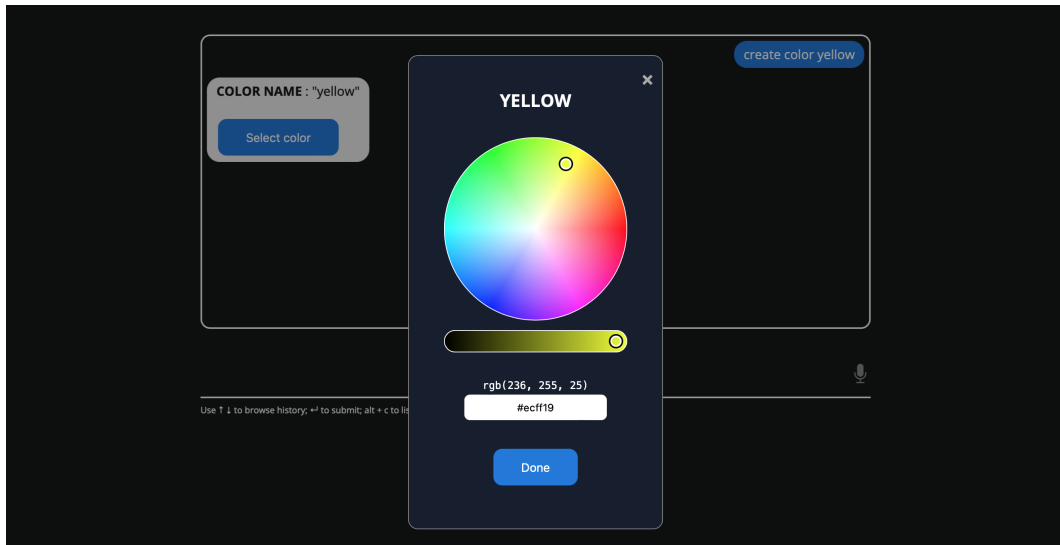 create color yellow
COLOR NAME : "yellow"
Select color
×
YELLOW
rgb(236, 255, 25)
#ecff19
Done
Use ↑ ↓ to browse history; ↵ to submit; alt + c to lis